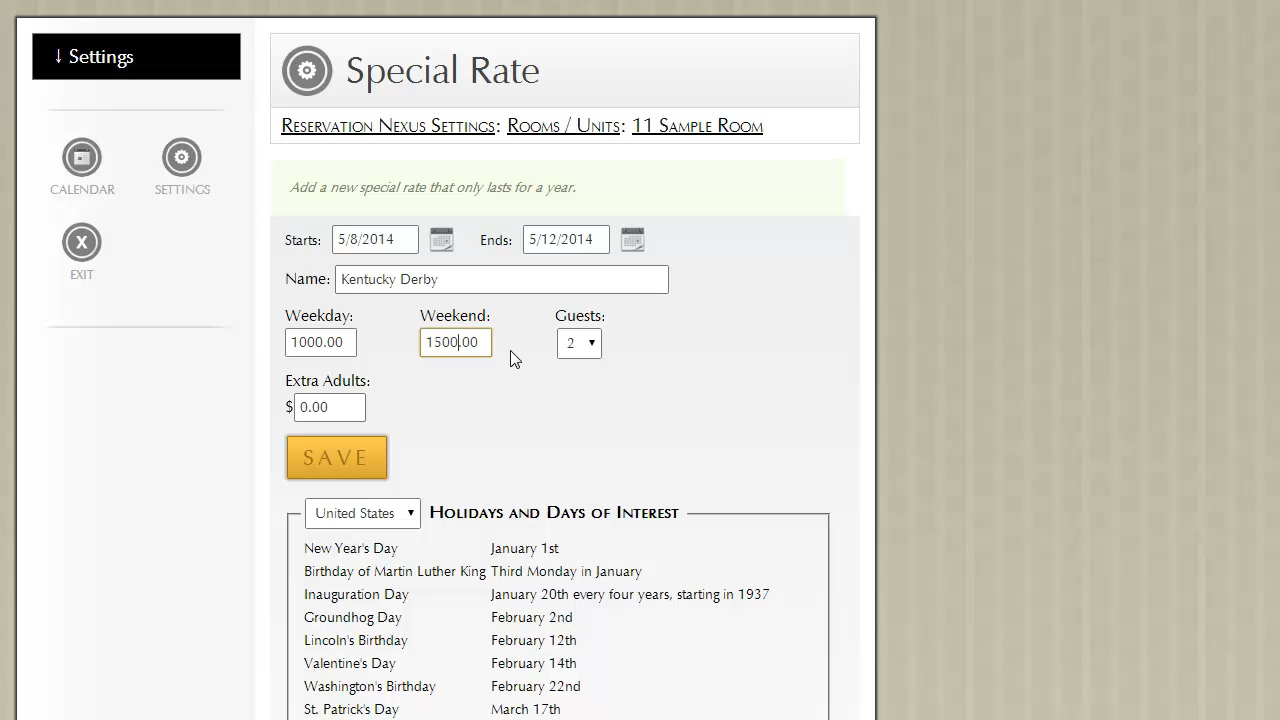 ↓ Settings
CALENDAR
SETTINGS
X
EXIT
Special Rate
Reservation Nexus Settings: Rooms / Units: 11 Sample Room
Add a new special rate that only lasts for a year.
Starts: 5/8/2014 Ends: 5/12/2014
Name: Kentucky Derby
Weekday: Weekend: Guests:
1000.00 1500.00 2
Extra Adults:
$ 0.00
SAVE
United States Holidays and Days of Interest
New Year's Day January 1st
Birthday of Martin Luther King Third Monday in January
Inauguration Day January 20th every four years, starting in 1937
Groundhog Day February 2nd
Lincoln's Birthday February 12th
Valentine's Day February 14th
Washington's Birthday February 22nd
St. Patrick's Day March 17th